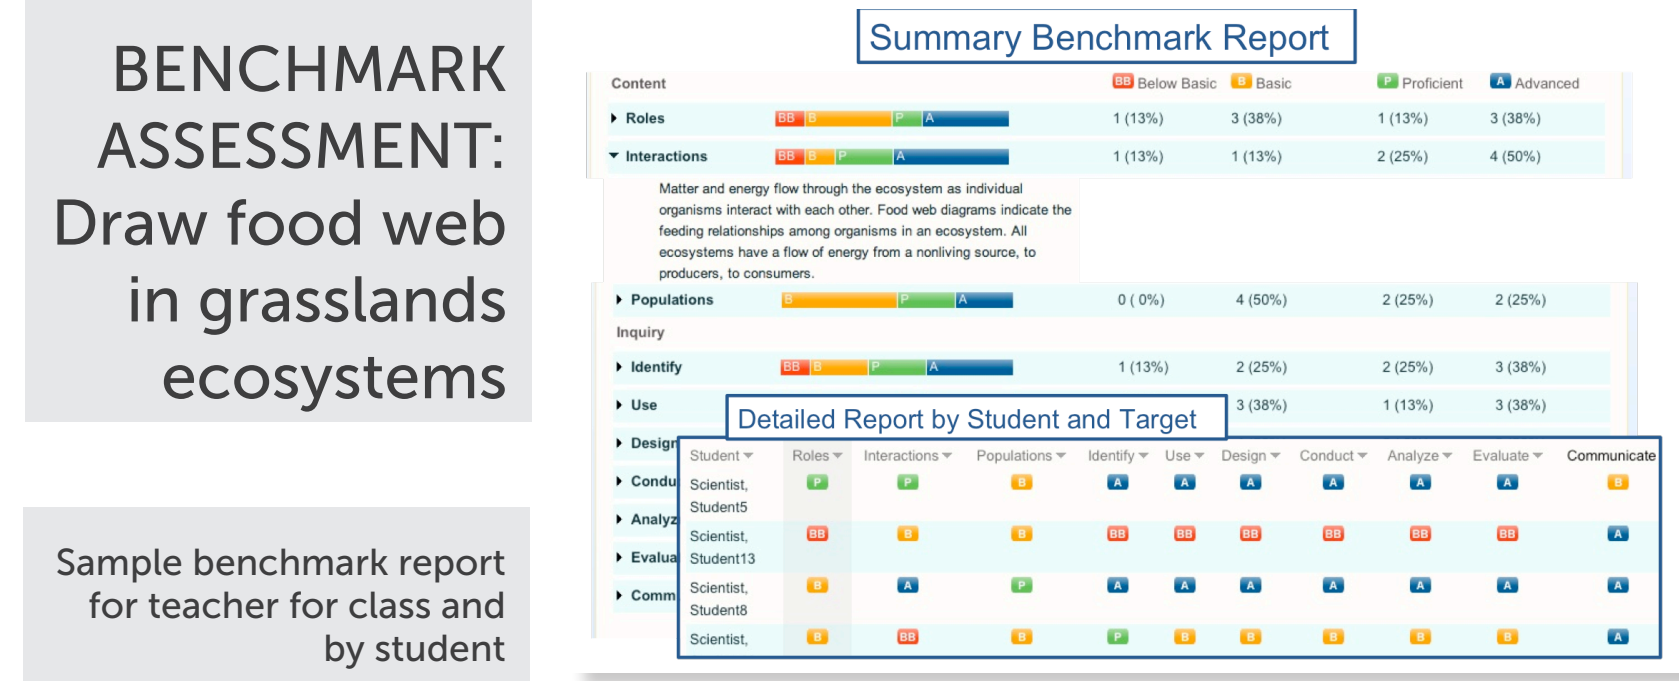 BENCHMARK
ASSESSMENT:
Draw food web
in grasslands
ecosystems
Sample benchmark report
for teacher for class and
by student
Summary Benchmark Report
Content BB Below Basic B Basic P Proficient A Advanced
Roles BB B P A 1 (13%) 3 (38%) 1 (13%) 3 (38%)
Interactions BB B P A 1 (13%) 1 (13%) 2 (25%) 4 (50%)
Matter and energy flow through the ecosystem as individual
organisms interact with each other. Food web diagrams indicate the
feeding relationships among organisms in an ecosystem. All
ecosystems have a flow of energy from a nonliving source, to
producers, to consumers.
Populations B P A 0 ( 0%) 4 (50%) 2 (25%) 2 (25%)
Inquiry
Identify BB B P A 1 (13%) 2 (25%) 2 (25%) 3 (38%)
Use 3 (38%) 1 (13%) 3 (38%)
Design
Condu
Analyz
Evalua
Comm
Detailed Report by Student and Target
Student Roles Interactions Populations Identify Use Design Conduct Analyze Evaluate Communicate
Scientist, P P B A A A A A A B
Student5
Scientist, BB B B BB BB BB BB BB BB A
Student13
Scientist, B A P A A A A A A A
Student8
Scientist, B BB B P B B B B B A